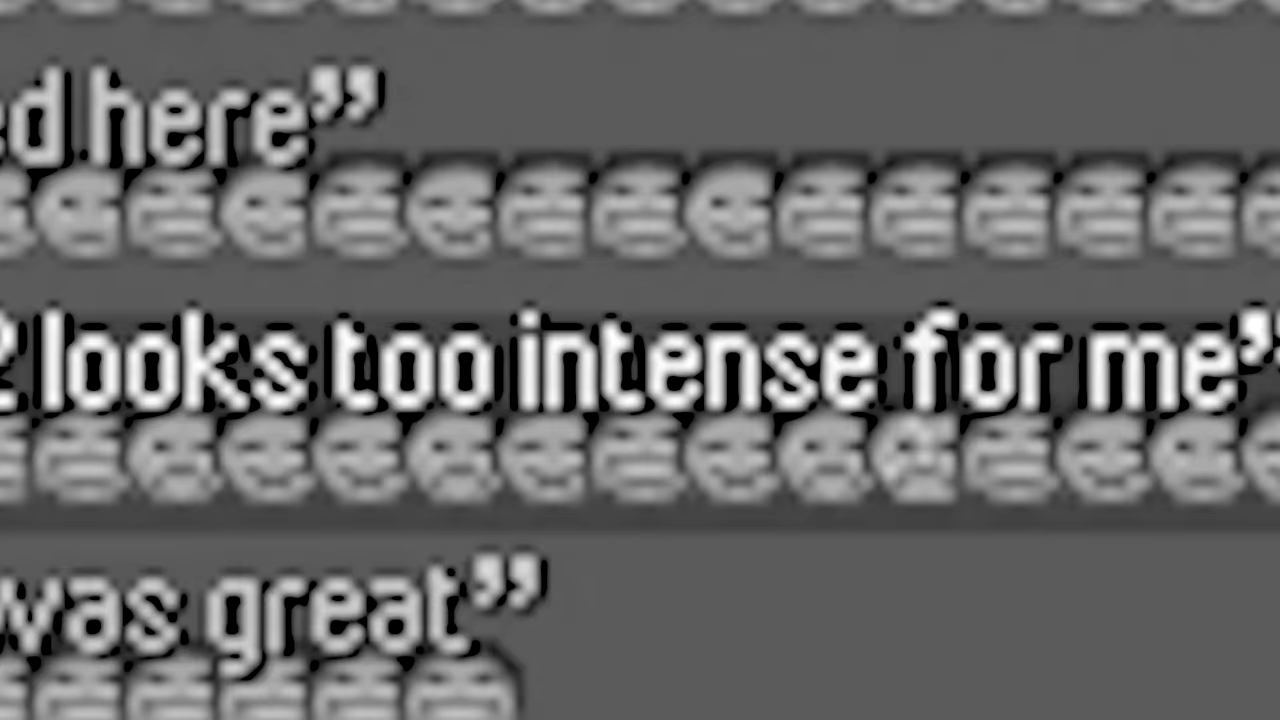 here”
looks too intense for me”
was great”